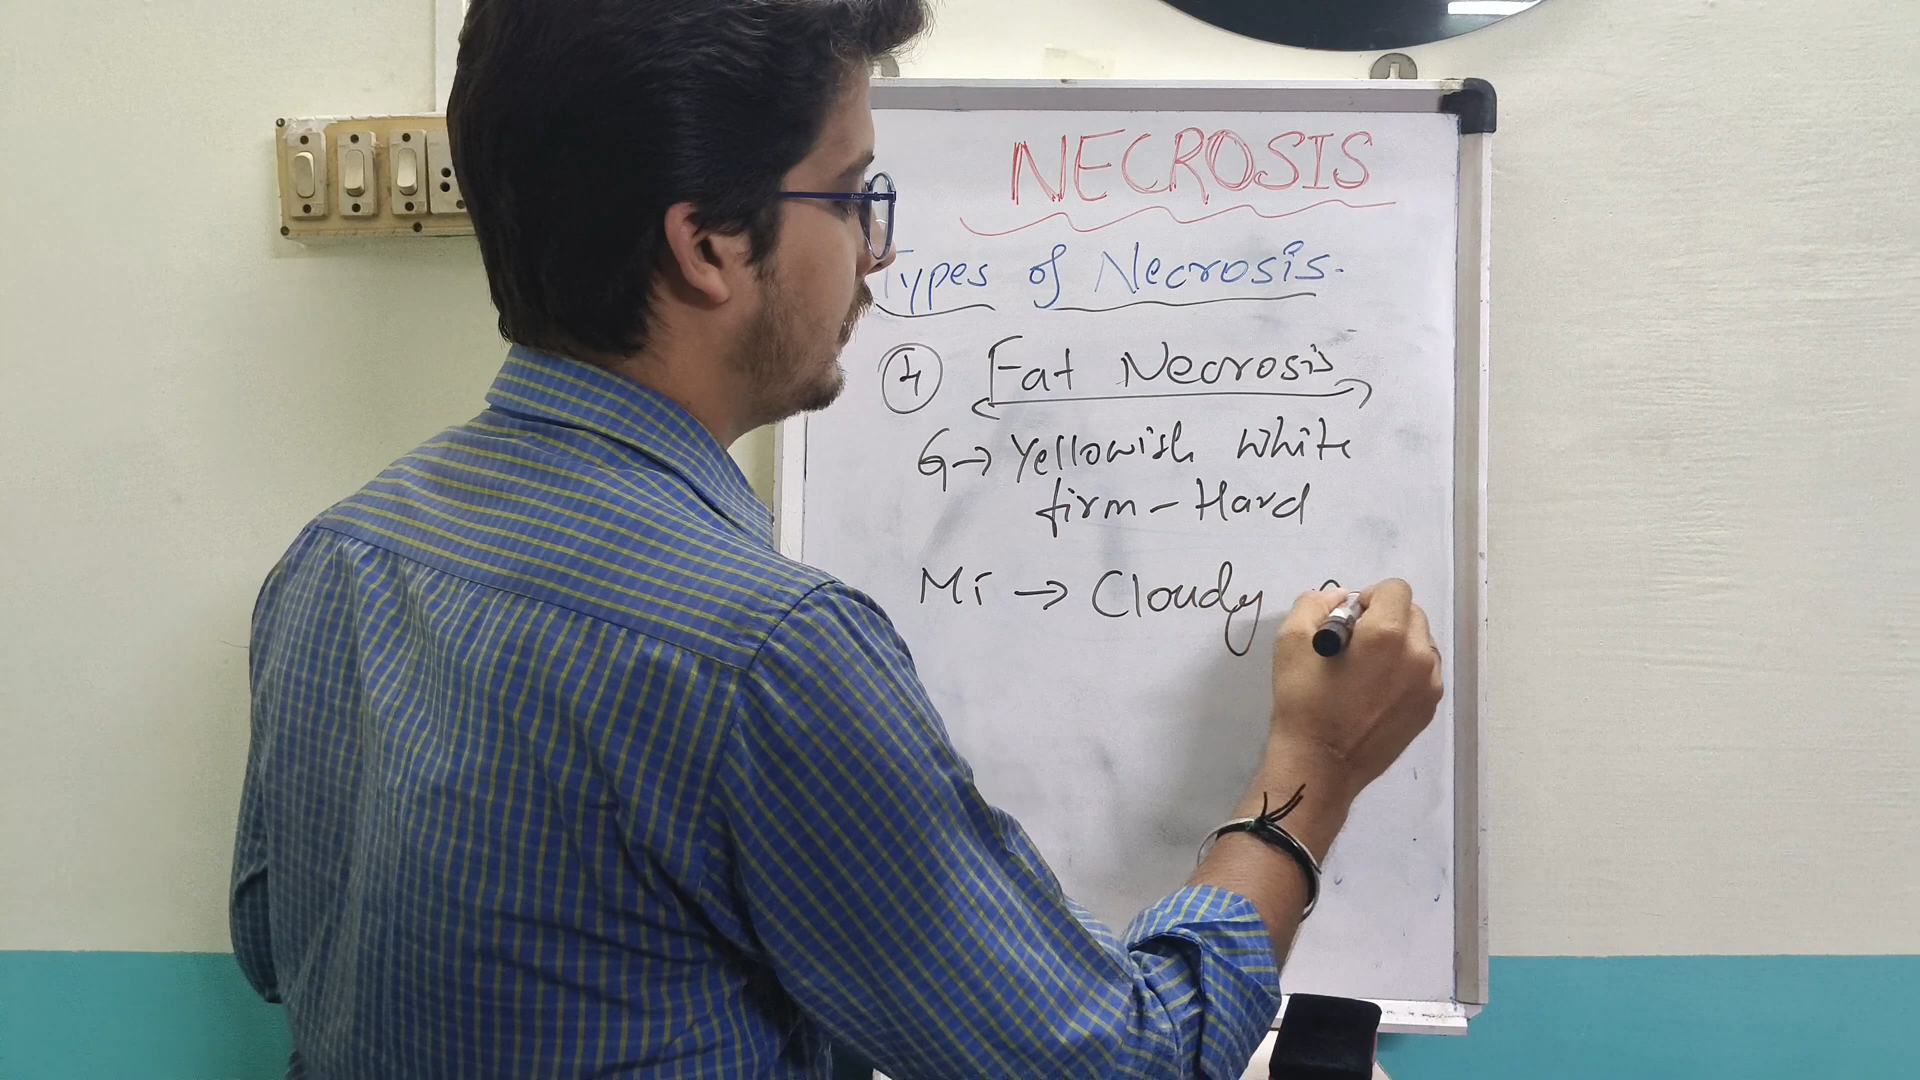 NECROSIS
Types of Necrosis.
4 Fat Necrosis
G → Yellowish white
firm - Hard
Mi → Cloudy